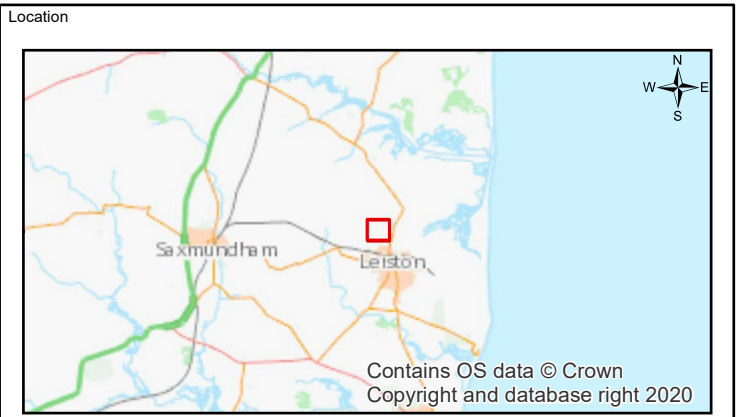 Location
N
W E
S
Saxmundham
Leiston
Contains OS data © Crown
Copyright and database right 2020